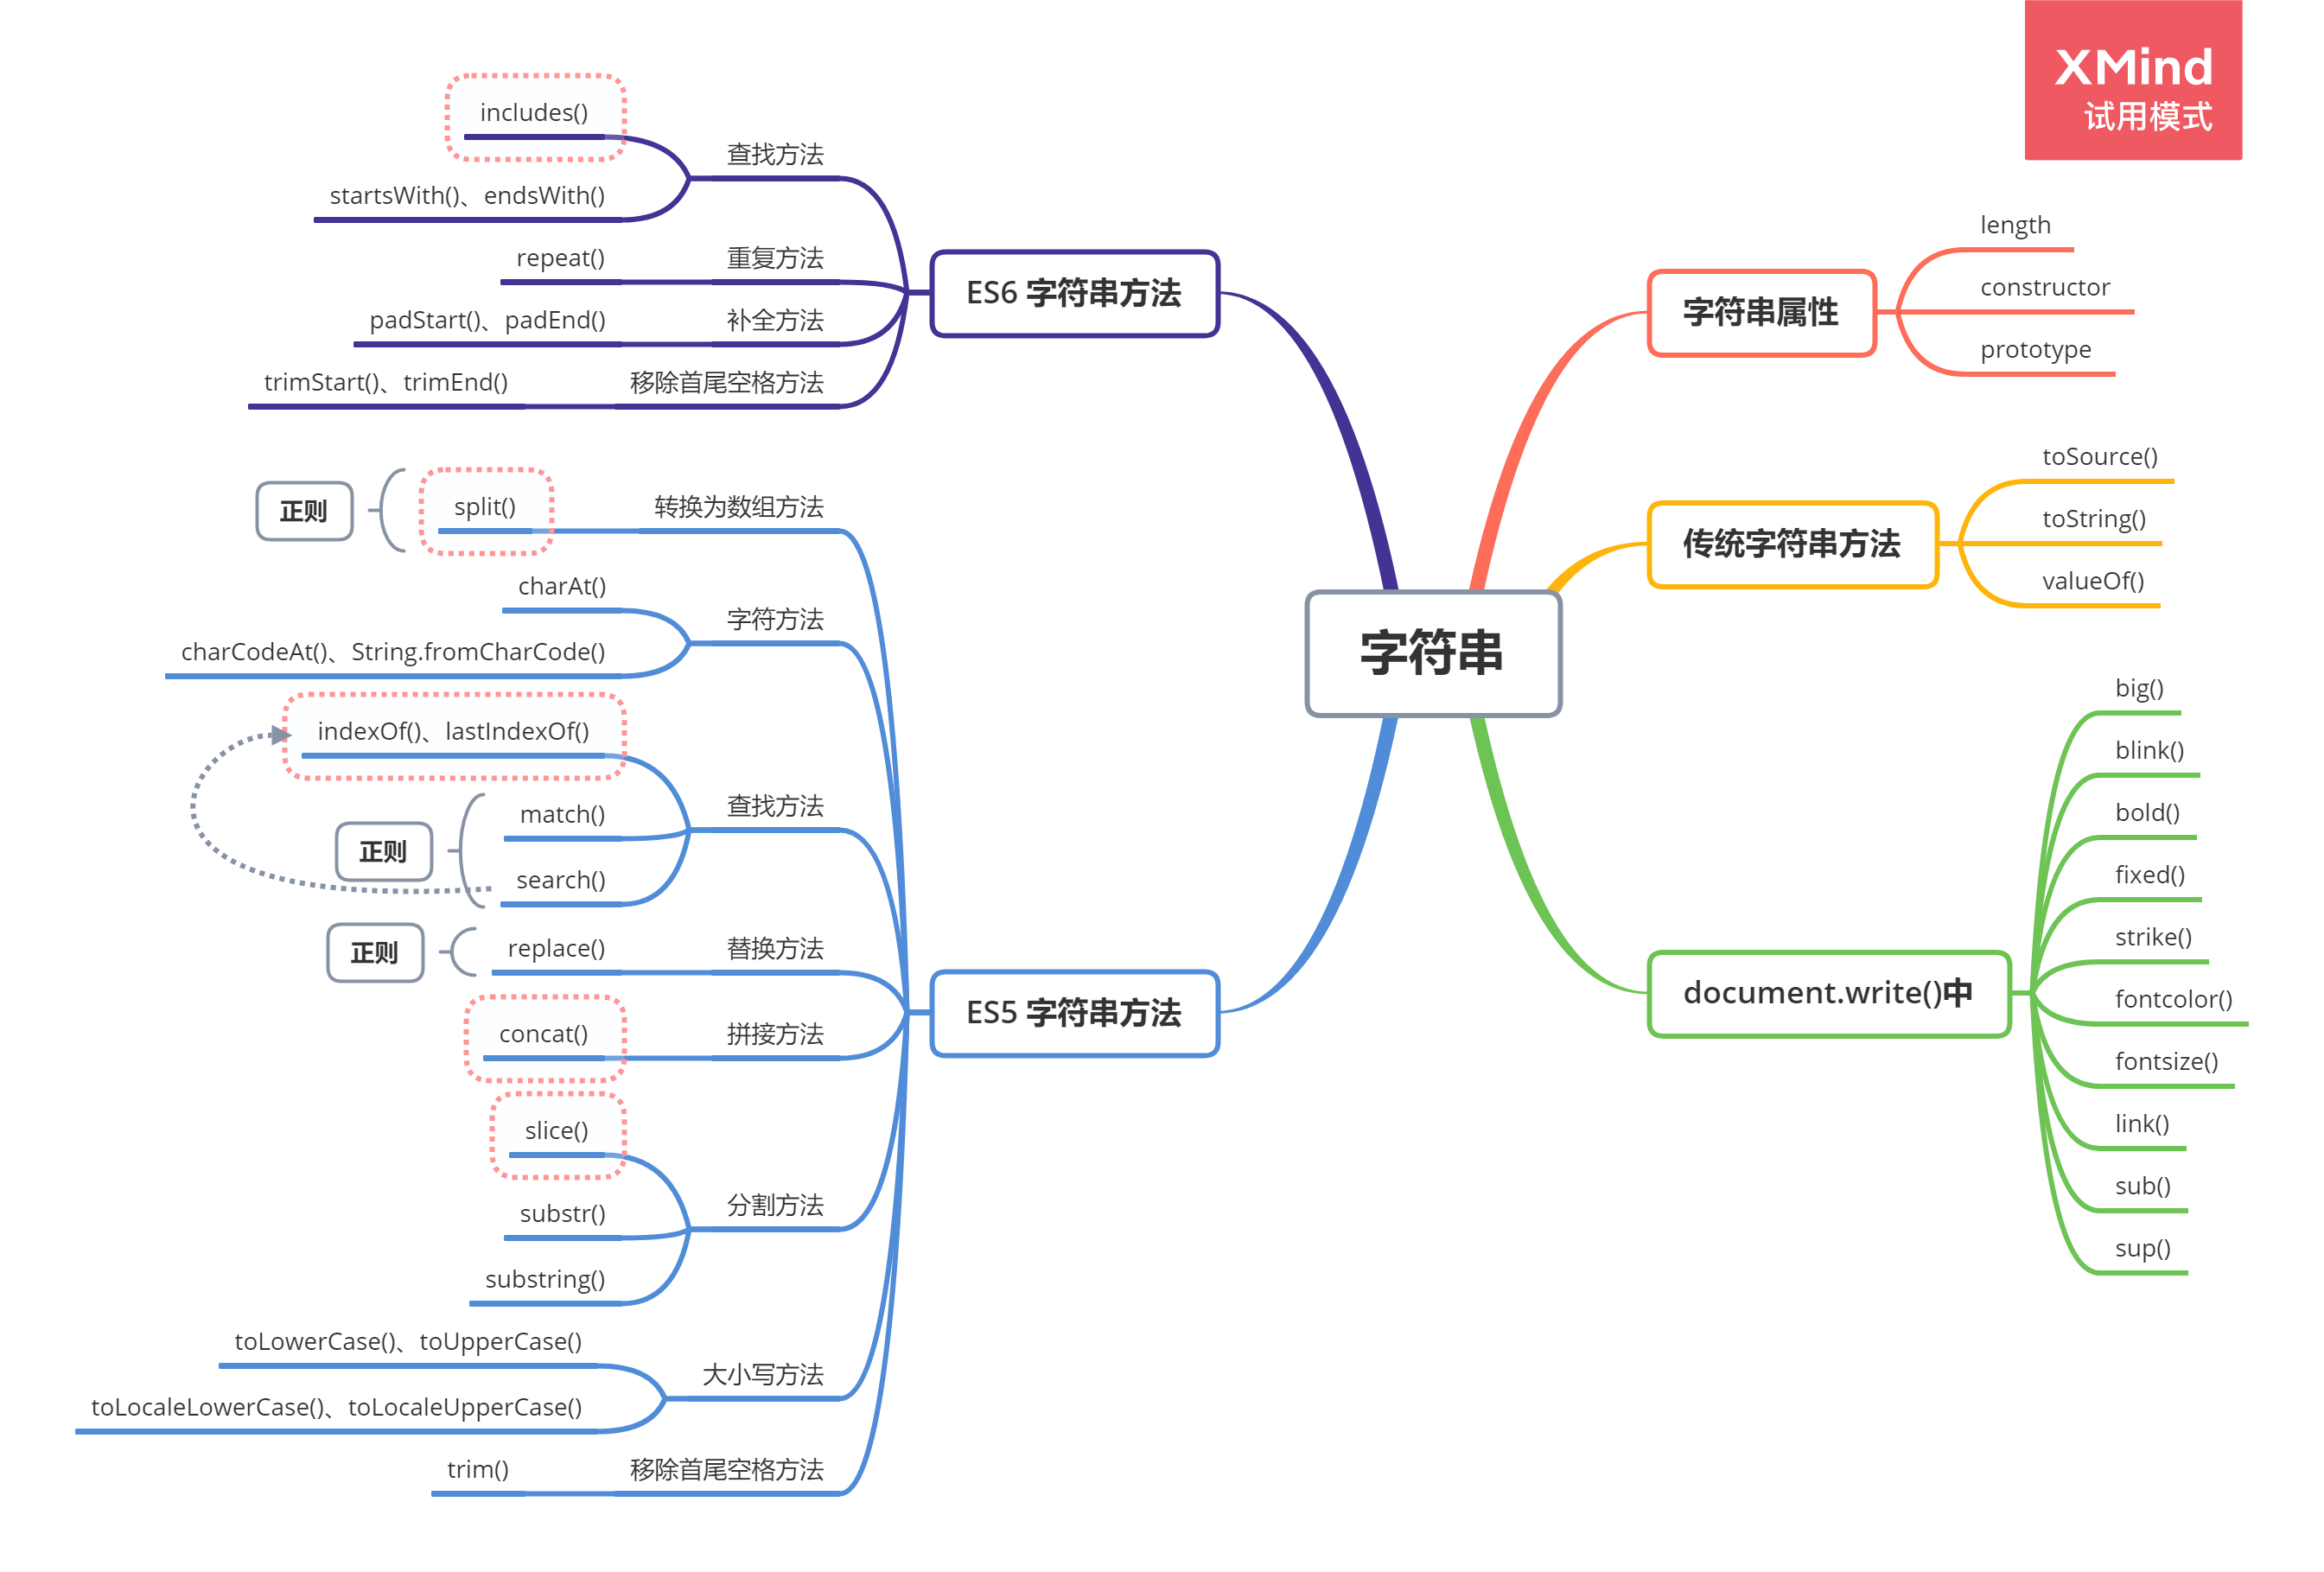 XMind
试用模式
字符串
字符串属性
length
constructor
prototype
传统字符串方法
toSource()
toString()
valueOf()
document.write()中
big()
blink()
bold()
fixed()
strike()
fontcolor()
fontsize()
link()
sub()
sup()
ES6 字符串方法
查找方法
includes()
startsWith()、endsWith()
重复方法
repeat()
补全方法
padStart()、padEnd()
移除首尾空格方法
trimStart()、trimEnd()
ES5 字符串方法
转换为数组方法
split()
正则
字符方法
charAt()
charCodeAt()、String.fromCharCode()
查找方法
indexOf()、lastIndexOf()
match()
search()
正则
替换方法
replace()
正则
拼接方法
concat()
分割方法
slice()
substr()
substring()
大小写方法
toLowerCase()、toUpperCase()
toLocaleLowerCase()、toLocaleUpperCase()
移除首尾空格方法
trim()